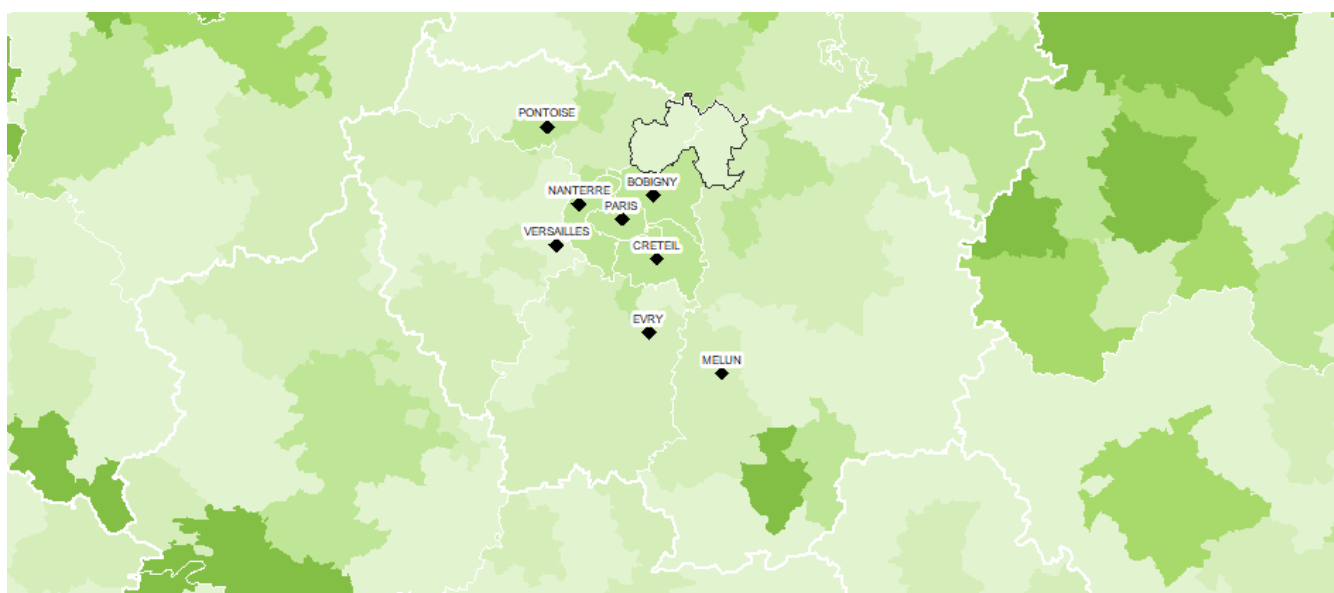 PONTOISE
BOBIGNY
NANTERRE
PARIS
VERSAILLES
CRETEIL
EVRY
MELUN